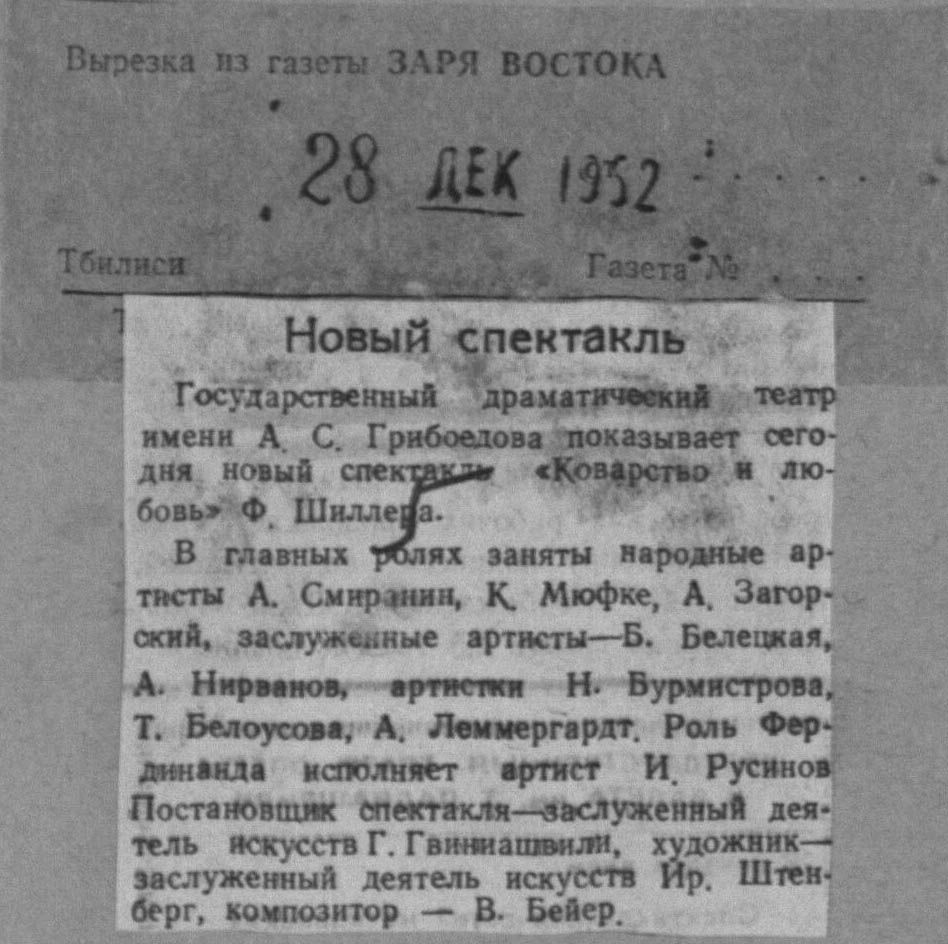 Вырезка из газеты ЗАРЯ ВОСТОКА
28 ДЕК 1952
Тбилиси Газета № . . . .
Новый спектакль
Государственный драматический театр
имени А. С. Грибоедова показывает сего-
дня новый спектакль «Коварство и лю-
бовь» Ф. Шиллера.
В главных ролях заняты народные ар-
тисты А. Смиранин, К. Мюфке, А. Загор-
ский, заслуженные артисты—Б. Белецкая,
А. Нирванов, артистки Н. Бурмистрова,
Т. Белоусова, А. Леммергардт. Роль Фер-
динанда исполняет артист И. Русинов
Постановщик спектакля—заслуженный дея-
тель искусств Г. Гвиниашвили, художник—
заслуженный деятель искусств Ир. Штен-
берг, композитор — В. Бейер.